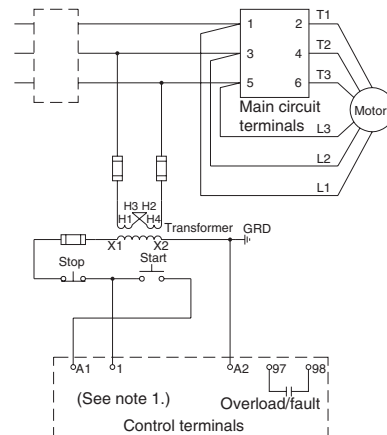 1 2 T1
3 4 T2
5 6 T3
Motor
Main circuit
terminals
L3
L2
L1
H3 H2
H1 H4
Transformer
X1 X2
GRD
Stop
Start
A1 1 A2 97 98
(See note 1.)
Overload/fault
Control terminals